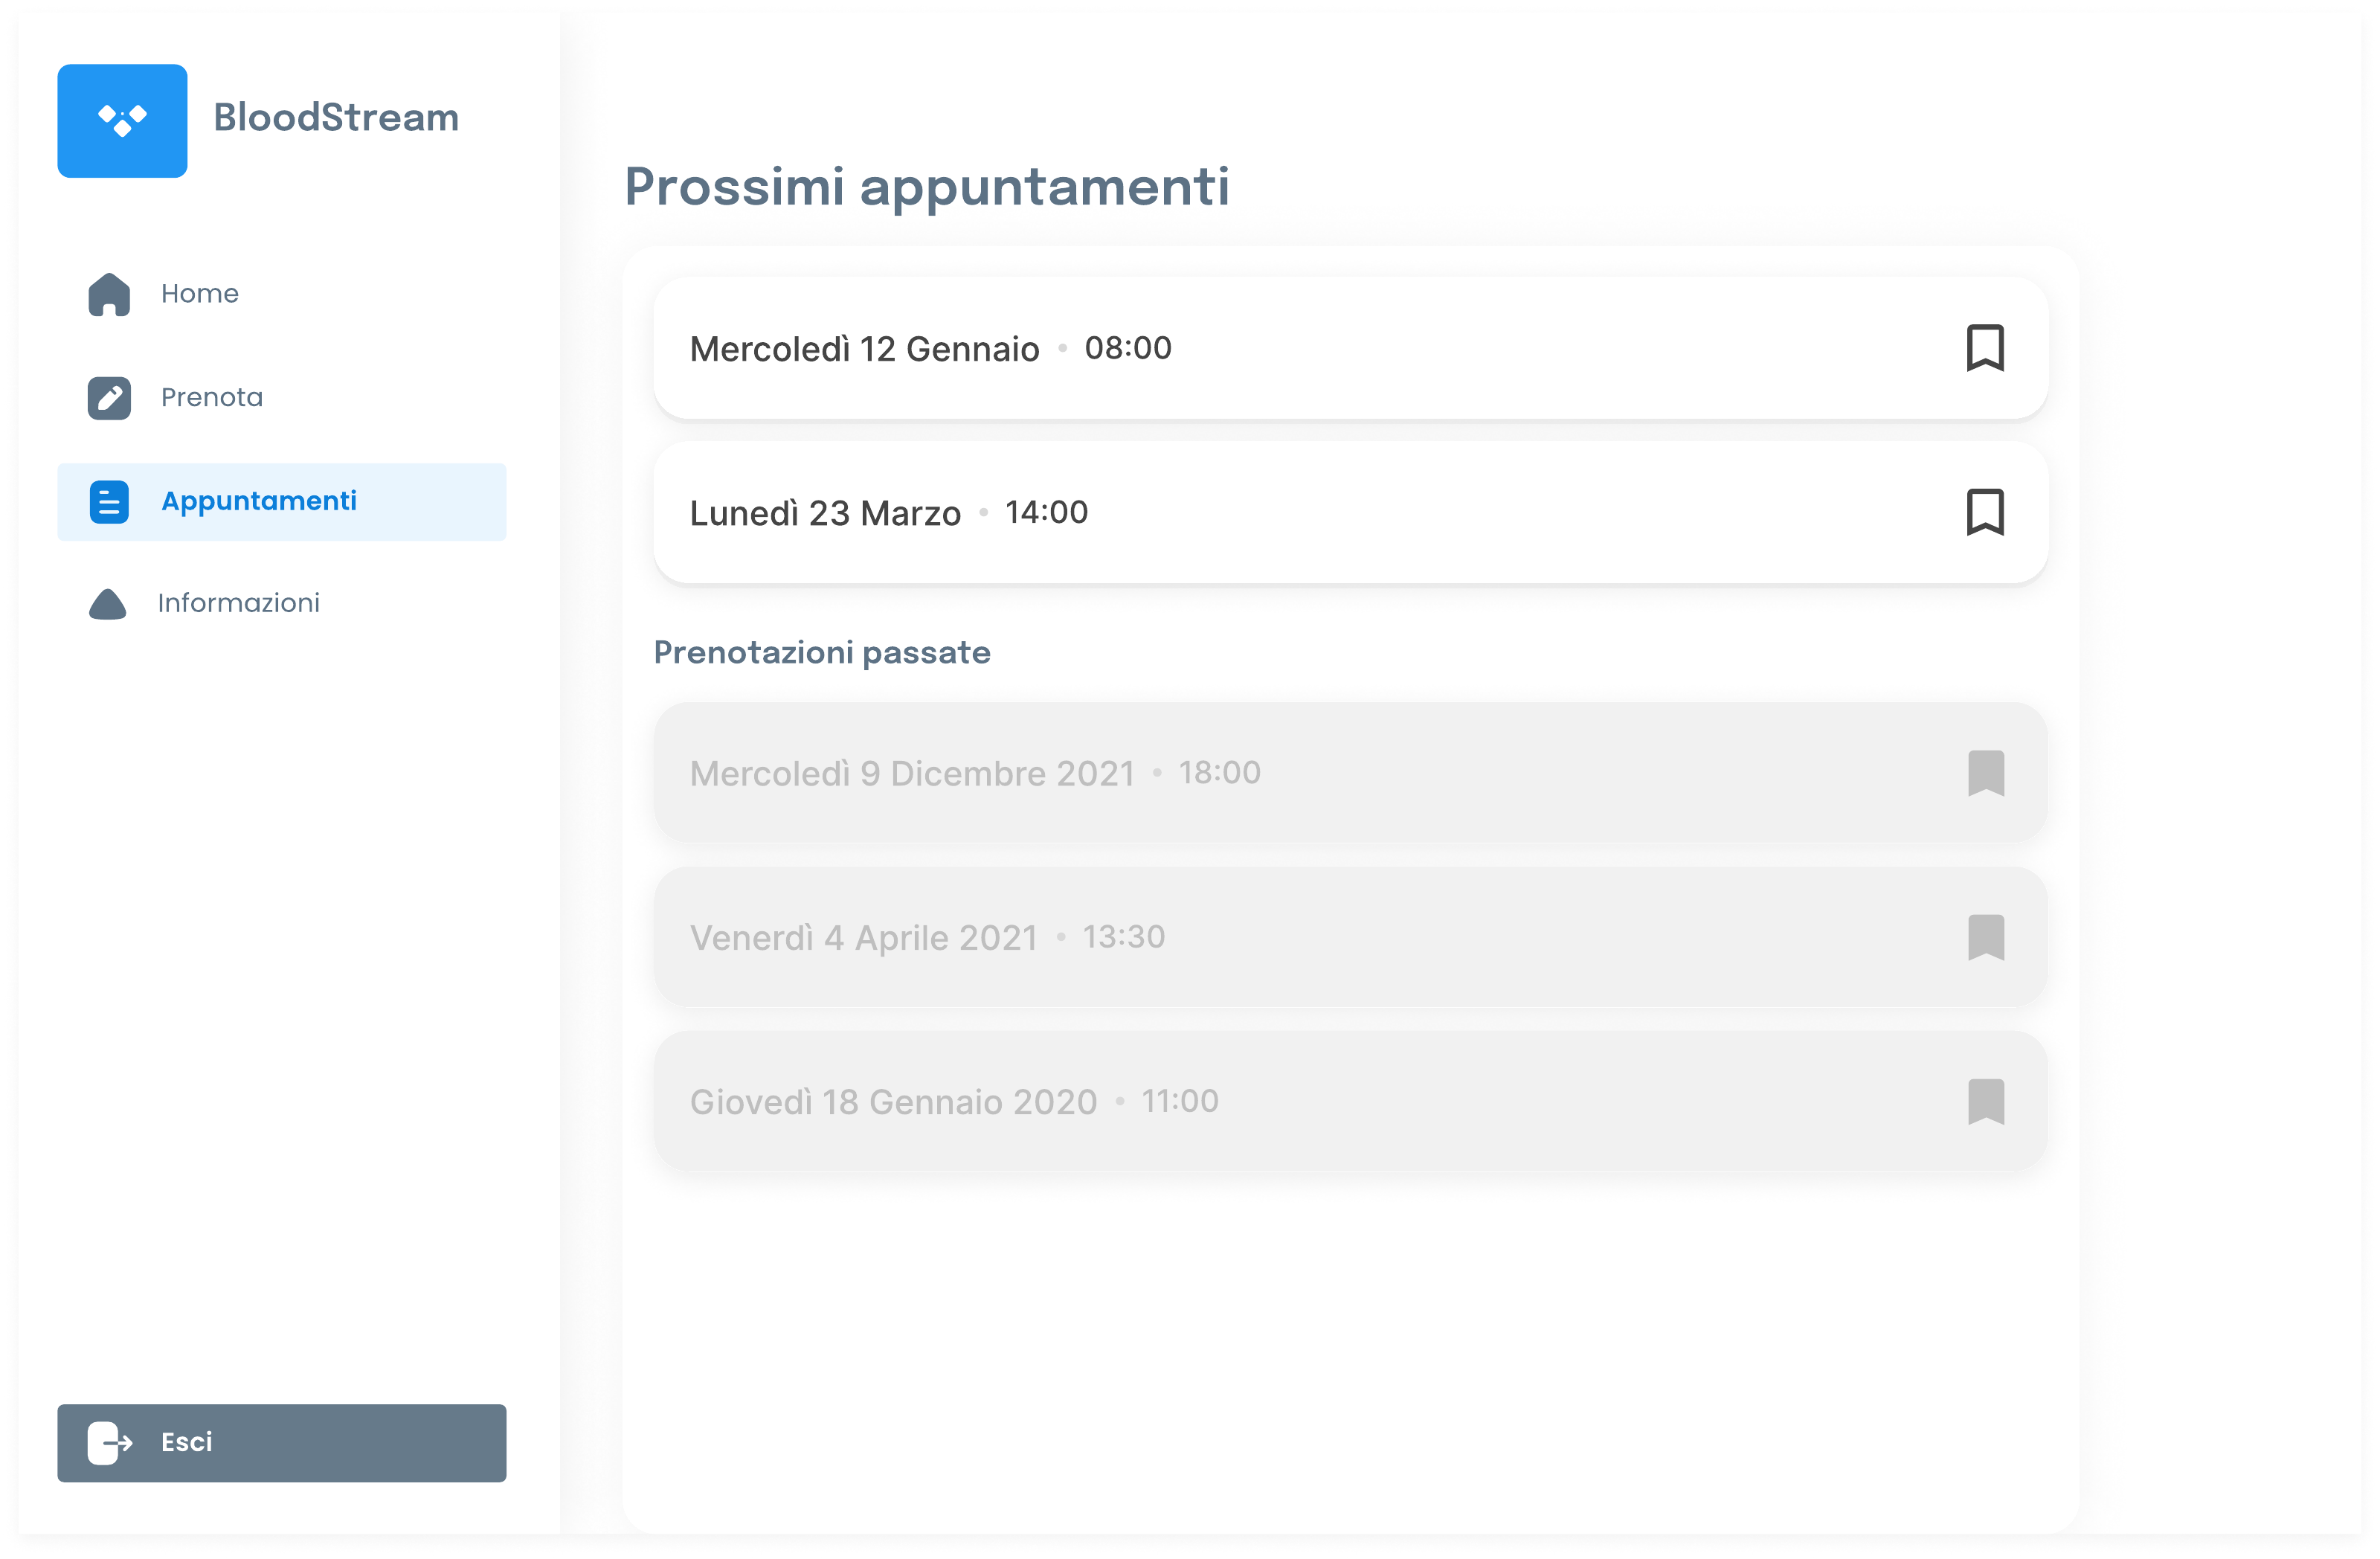 BloodStream
Home
Prenota
Appuntamenti
Informazioni
Esci
Prossimi appuntamenti
Mercoledì 12 Gennaio • 08:00
Lunedì 23 Marzo • 14:00
Prenotazioni passate
Mercoledì 9 Dicembre 2021 • 18:00
Venerdì 4 Aprile 2021 • 13:30
Giovedì 18 Gennaio 2020 • 11:00